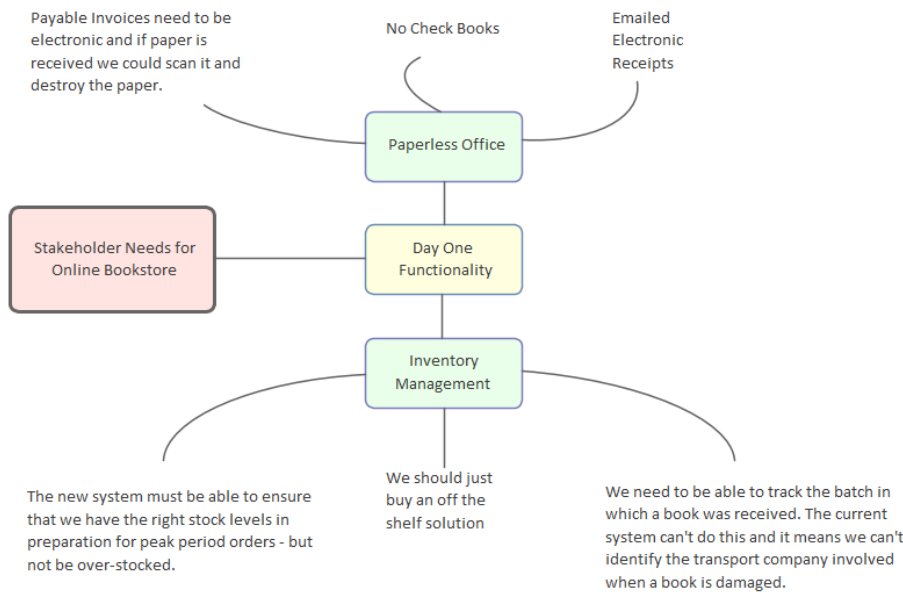 Payable Invoices need to be
electronic and if paper is
received we could scan it and
destroy the paper.
No Check Books
Emailed
Electronic
Receipts
Paperless Office
Stakeholder Needs for
Online Bookstore
Day One
Functionality
Inventory
Management
The new system must be able to ensure
that we have the right stock levels in
preparation for peak period orders - but
not be over-stocked.
We should just
buy an off the
shelf solution
We need to be able to track the batch in
which a book was received. The current
system can't do this and it means we can't
identify the transport company involved
when a book is damaged.